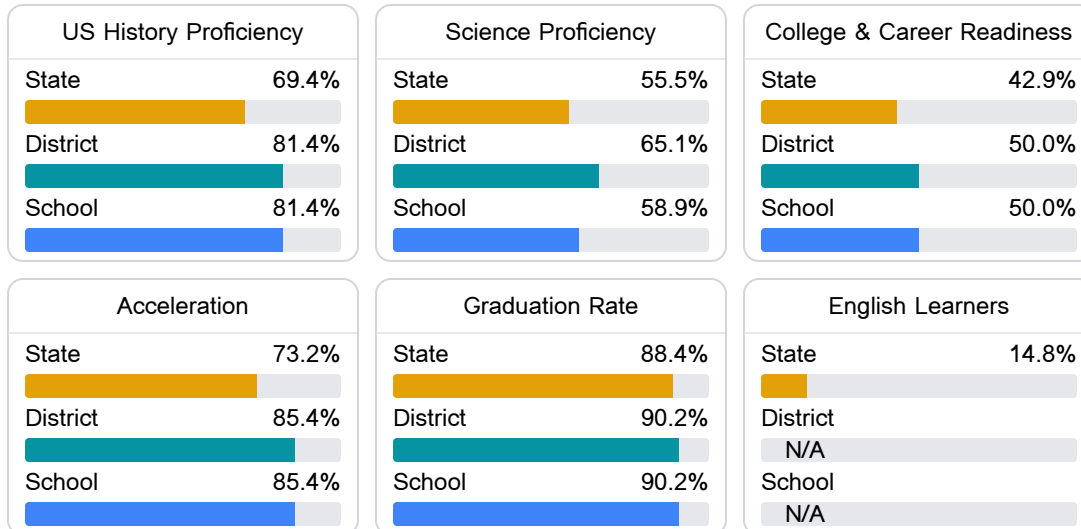 US History Proficiency
State 69.4%
District 81.4%
School 81.4%
Science Proficiency
State 55.5%
District 65.1%
School 58.9%
College & Career Readiness
State 42.9%
District 50.0%
School 50.0%
Acceleration
State 73.2%
District 85.4%
School 85.4%
Graduation Rate
State 88.4%
District 90.2%
School 90.2%
English Learners
State 14.8%
District
N/A
School
N/A